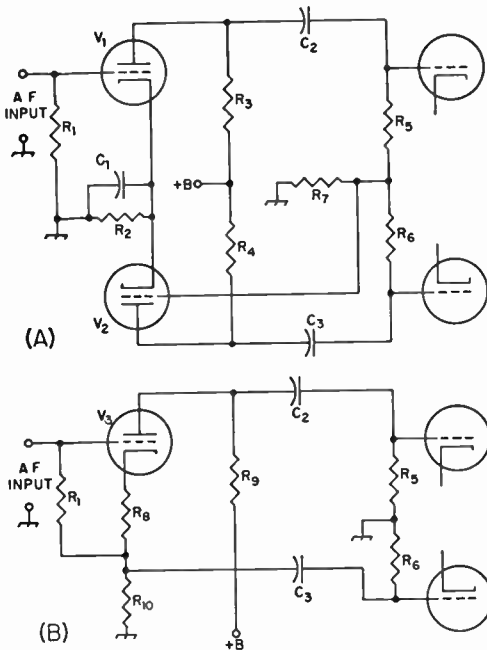 V1
C2
A F
INPUT
R1
R3
R5
C1
+B
R7
R2
R4
R6
V2
C3
(A)
V3
C2
A F
INPUT
R1
R8
R9
R5
C3
R6
R10
(B)
+B